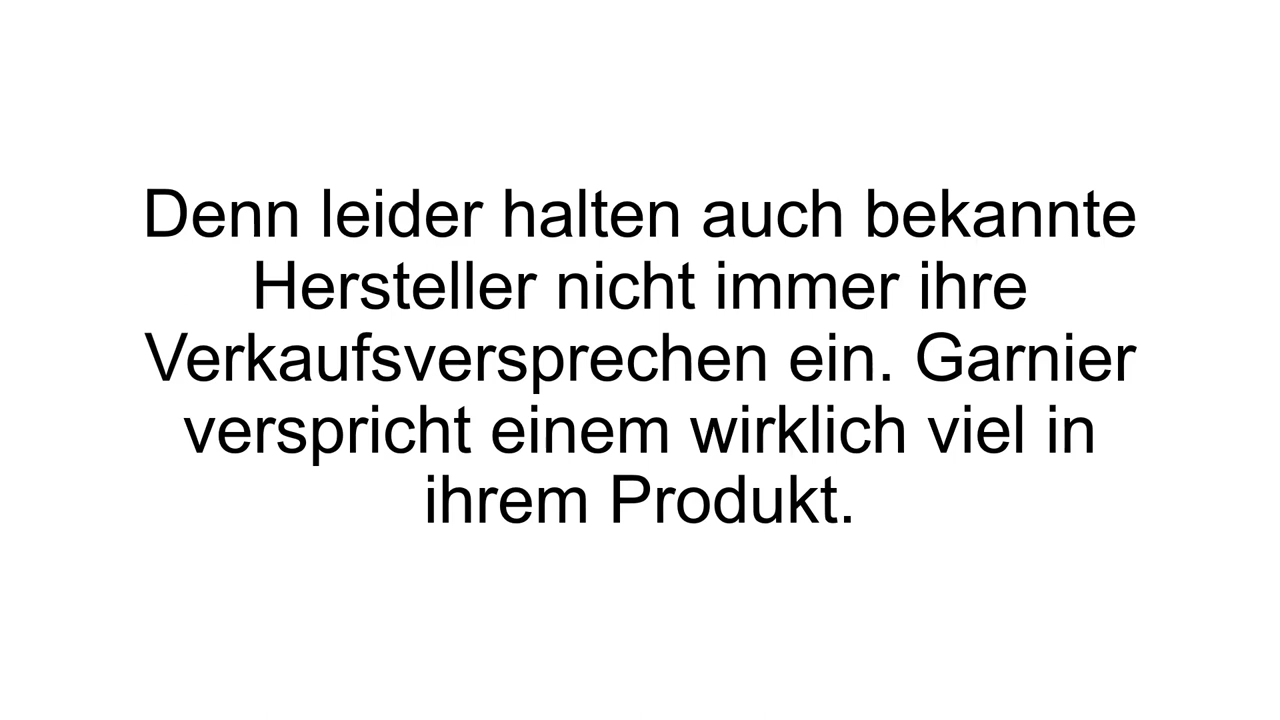 Denn leider halten auch bekannte
Hersteller nicht immer ihre
Verkaufsversprechen ein. Garnier
verspricht einem wirklich viel in
ihrem Produkt.